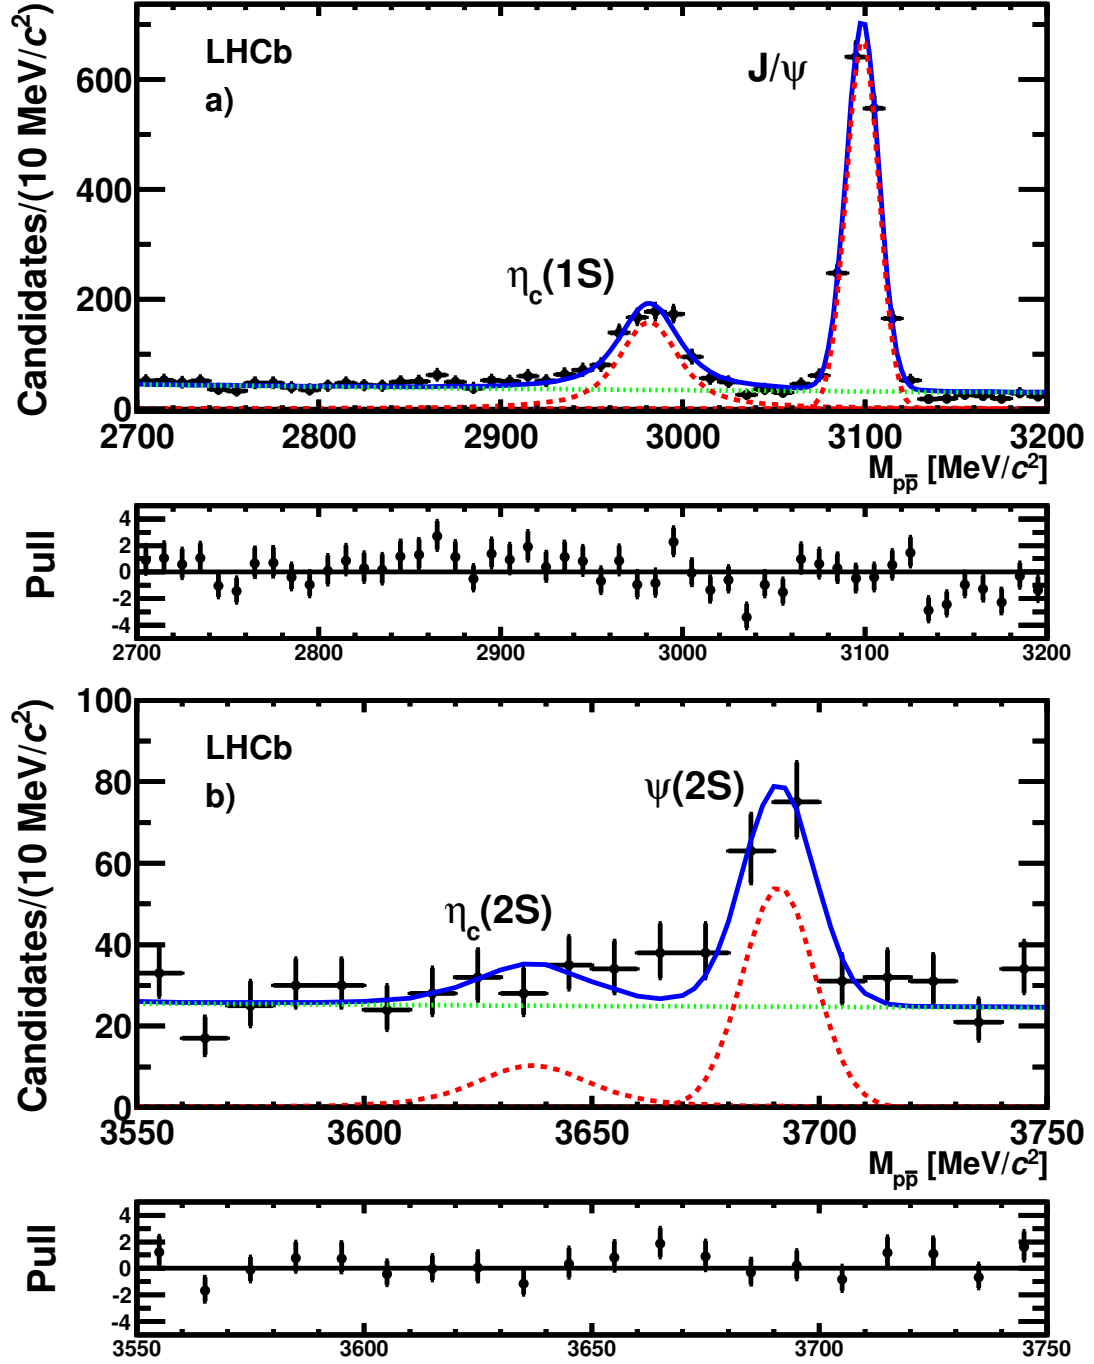 LHCb
a)
J/ψ
η_c(1S)
Candidates/(10 MeV/c²)
600
400
200
0
2700 2800 2900 3000 3100 3200
M_pp̅ [MeV/c²]
Pull
4
2
0
-2
-4
2700 2800 2900 3000 3100 3200
LHCb
b)
ψ(2S)
η_c(2S)
Candidates/(10 MeV/c²)
100
80
60
40
20
0
3550 3600 3650 3700 3750
M_pp̅ [MeV/c²]
Pull
4
2
0
-2
-4
3550 3600 3650 3700 3750